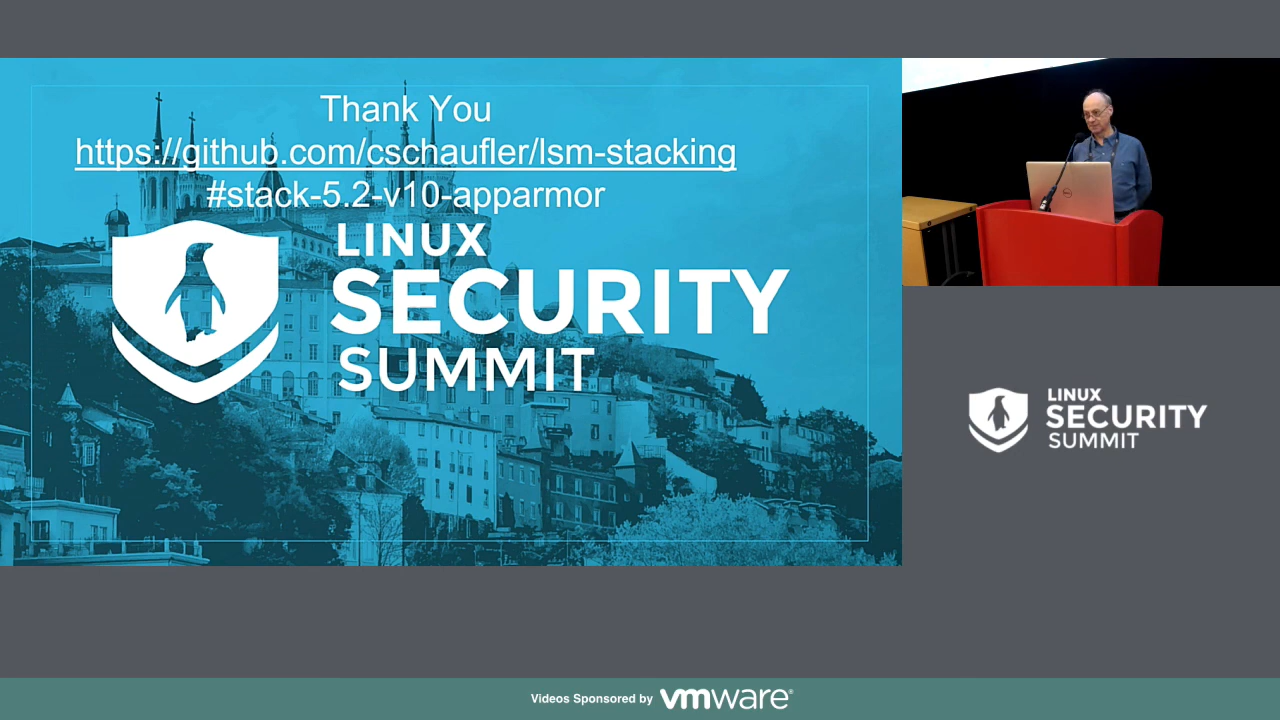 Thank You
https://github.com/cschaufler/lsm-stacking
#stack-5.2-v10-apparmor
LINUX
SECURITY
SUMMIT
LINUX
SECURITY
SUMMIT
Videos Sponsored by vmware®